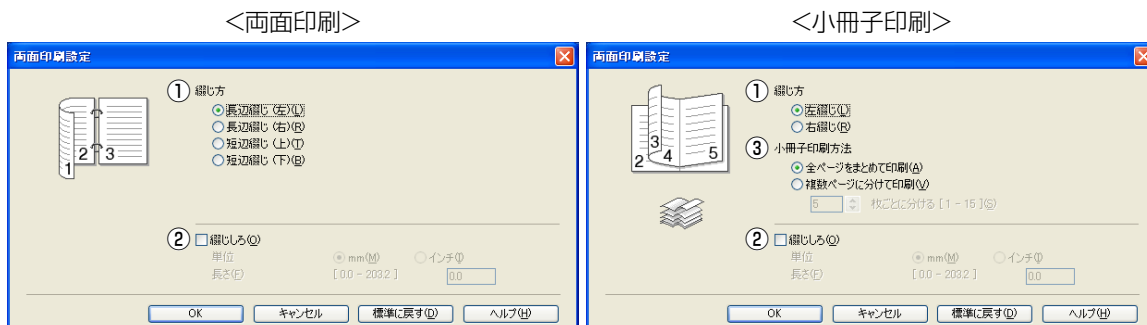 ＜両面印刷＞
両面印刷設定
① 綴じ方
長辺綴じ (左)(L)
長辺綴じ (右)(R)
短辺綴じ (上)(T)
短辺綴じ (下)(B)
1 2 3
② 綴じしろ(O)
単位 mm(M) インチ(I)
長さ(F) [ 0.0 - 203.2 ] 0.0
OK キャンセル 標準に戻す(D) ヘルプ(H)
＜小冊子印刷＞
両面印刷設定
① 綴じ方
左綴じ(L)
右綴じ(R)
2 3 4 5
③ 小冊子印刷方法
全ページをまとめて印刷(A)
複数ページに分けて印刷(V)
5 枚ごとに分ける [ 1 - 15 ](S)
② 綴じしろ(O)
単位 mm(M) インチ(I)
長さ(F) [ 0.0 - 203.2 ] 0.0
OK キャンセル 標準に戻す(D) ヘルプ(H)